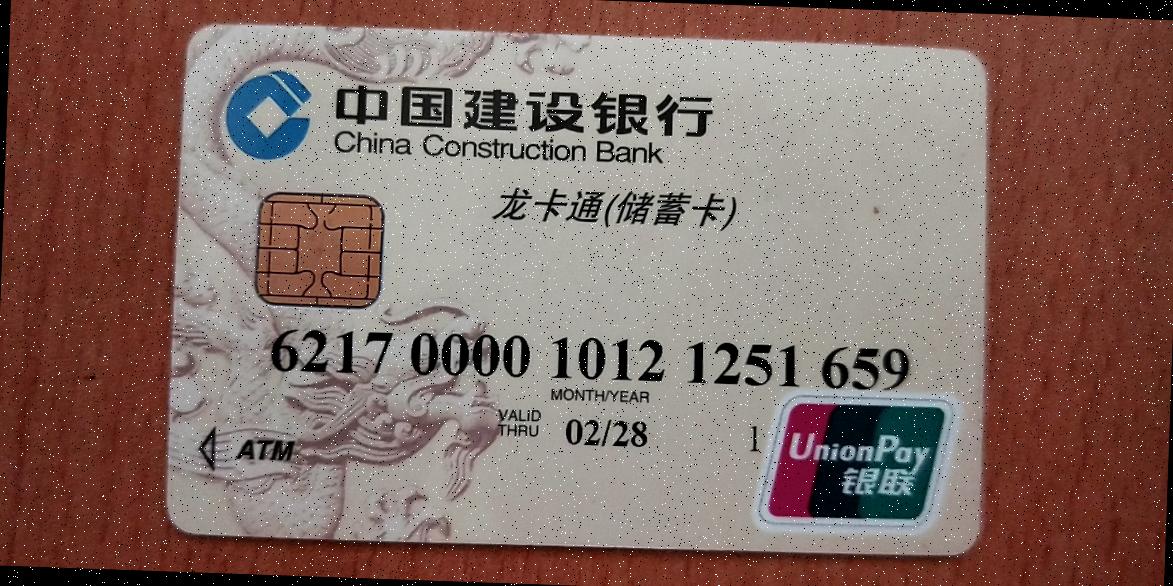 中国建设银行
China Construction Bank
龙卡通(储蓄卡)
6217 0000 1012 1251 659
MONTH/YEAR
VALID THRU 02/28
1
ATM
UnionPay
银联